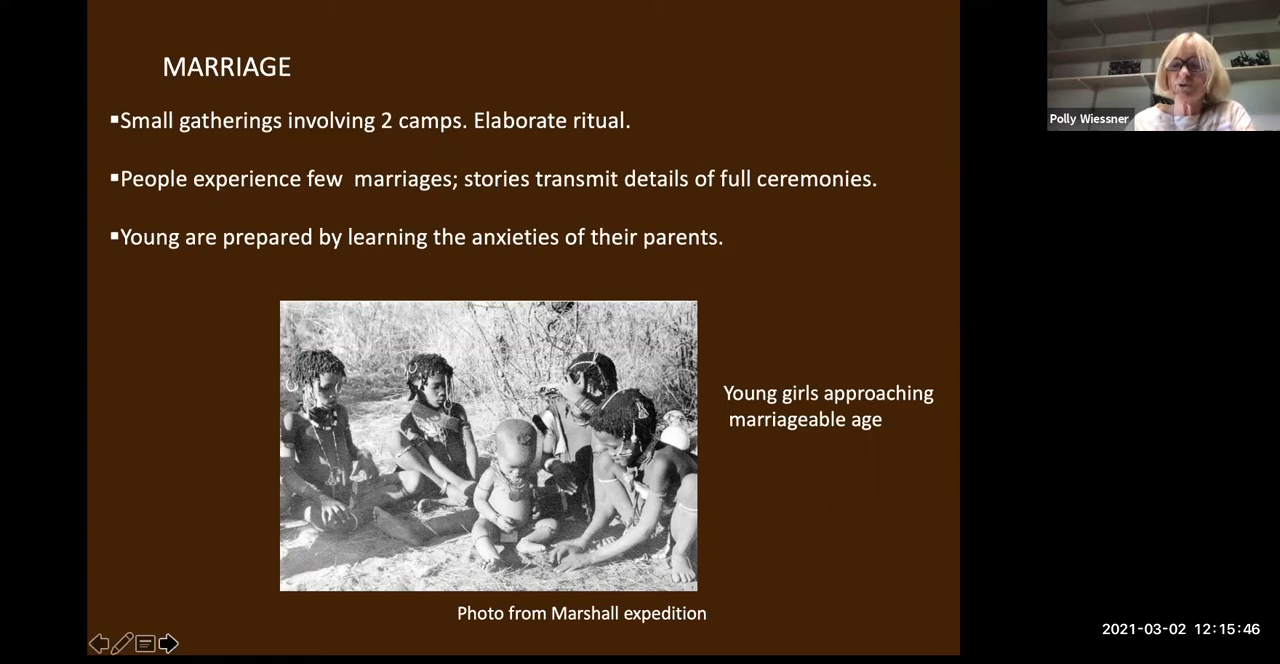 MARRIAGE
▪Small gatherings involving 2 camps. Elaborate ritual.
▪People experience few  marriages; stories transmit details of full ceremonies.
▪Young are prepared by learning the anxieties of their parents.
Young girls approaching
marriageable age
Photo from Marshall expedition
Polly Wiessner
2021-03-02 12:15:46